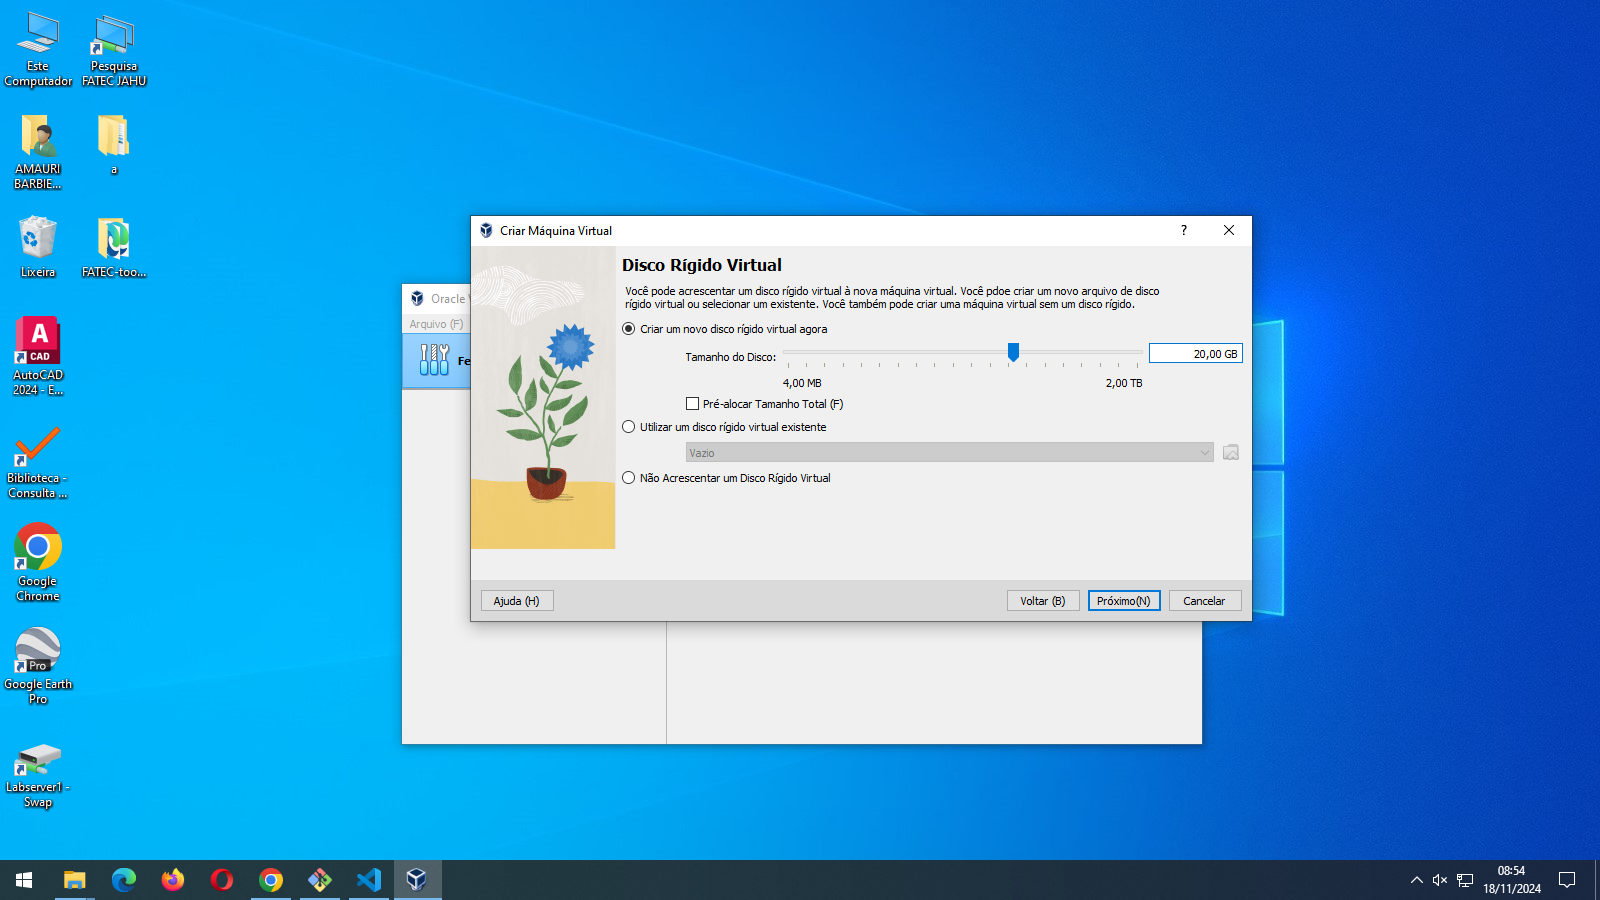 Este
Computador
Pesquisa
FATEC JAHU
AMAURI
BARBIE...
a
Lixeira
FATEC-too...
A
CAD
AutoCAD
2024 - E...
Biblioteca -
Consulta ...
Google
Chrome
Pro
Google Earth
Pro
Labserver1 -
Swap
Oracle
Arquivo (F)
Fe
Criar Máquina Virtual
?
Disco Rígido Virtual
Você pode acrescentar um disco rígido virtual à nova máquina virtual. Você pdoe criar um novo arquivo de disco
rígido virtual ou selecionar um existente. Você também pode criar uma máquina virtual sem um disco rígido.
Criar um novo disco rígido virtual agora
Tamanho do Disco:
20,00 GB
4,00 MB
2,00 TB
Pré-alocar Tamanho Total (F)
Utilizar um disco rígido virtual existente
Vazio
Não Acrescentar um Disco Rígido Virtual
Ajuda (H)
Voltar (B)
Próximo(N)
Cancelar
08:54
18/11/2024